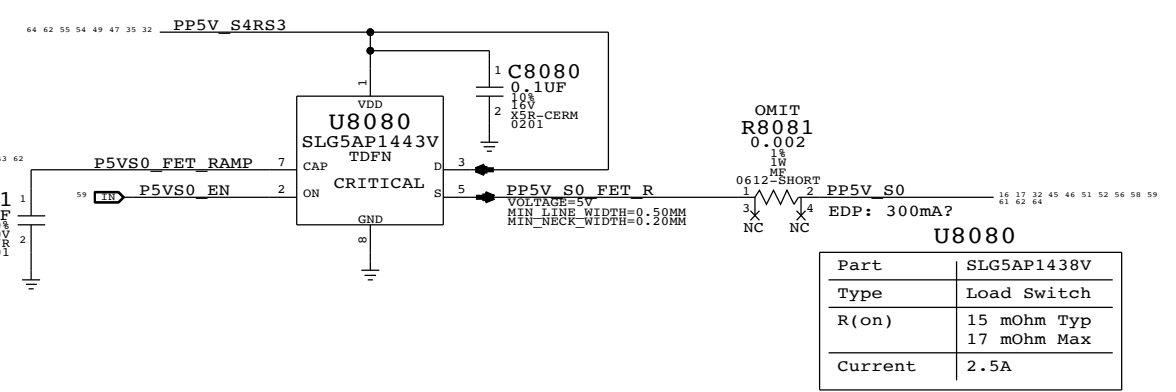 64 62 55 54 49 47 35 32 PP5V_S4RS3
1 C8080
0.1UF
10%
16V
2 X5R-CERM
0201
1
VDD
U8080
SLG5AP1443V
TDFN
CRITICAL
CAP
ON
D
S
GND
8
62
P5VS0_FET_RAMP 7
59 IN P5VS0_EN 2
3
5 PP5V_S0_FET_R
VOLTAGE=5V
MIN_LINE_WIDTH=0.50MM
MIN_NECK_WIDTH=0.20MM
1
F
2
OMIT
R8081
0.002
1%
1W
MF
0612-SHORT
1 2 PP5V_S0
3 4
NC NC
EDP: 300mA?
16 17 32 45 46 51 52 56 58 59
61 62 64
U8080
Part SLG5AP1438V
Type Load Switch
R(on) 15 mOhm Typ
17 mOhm Max
Current 2.5A